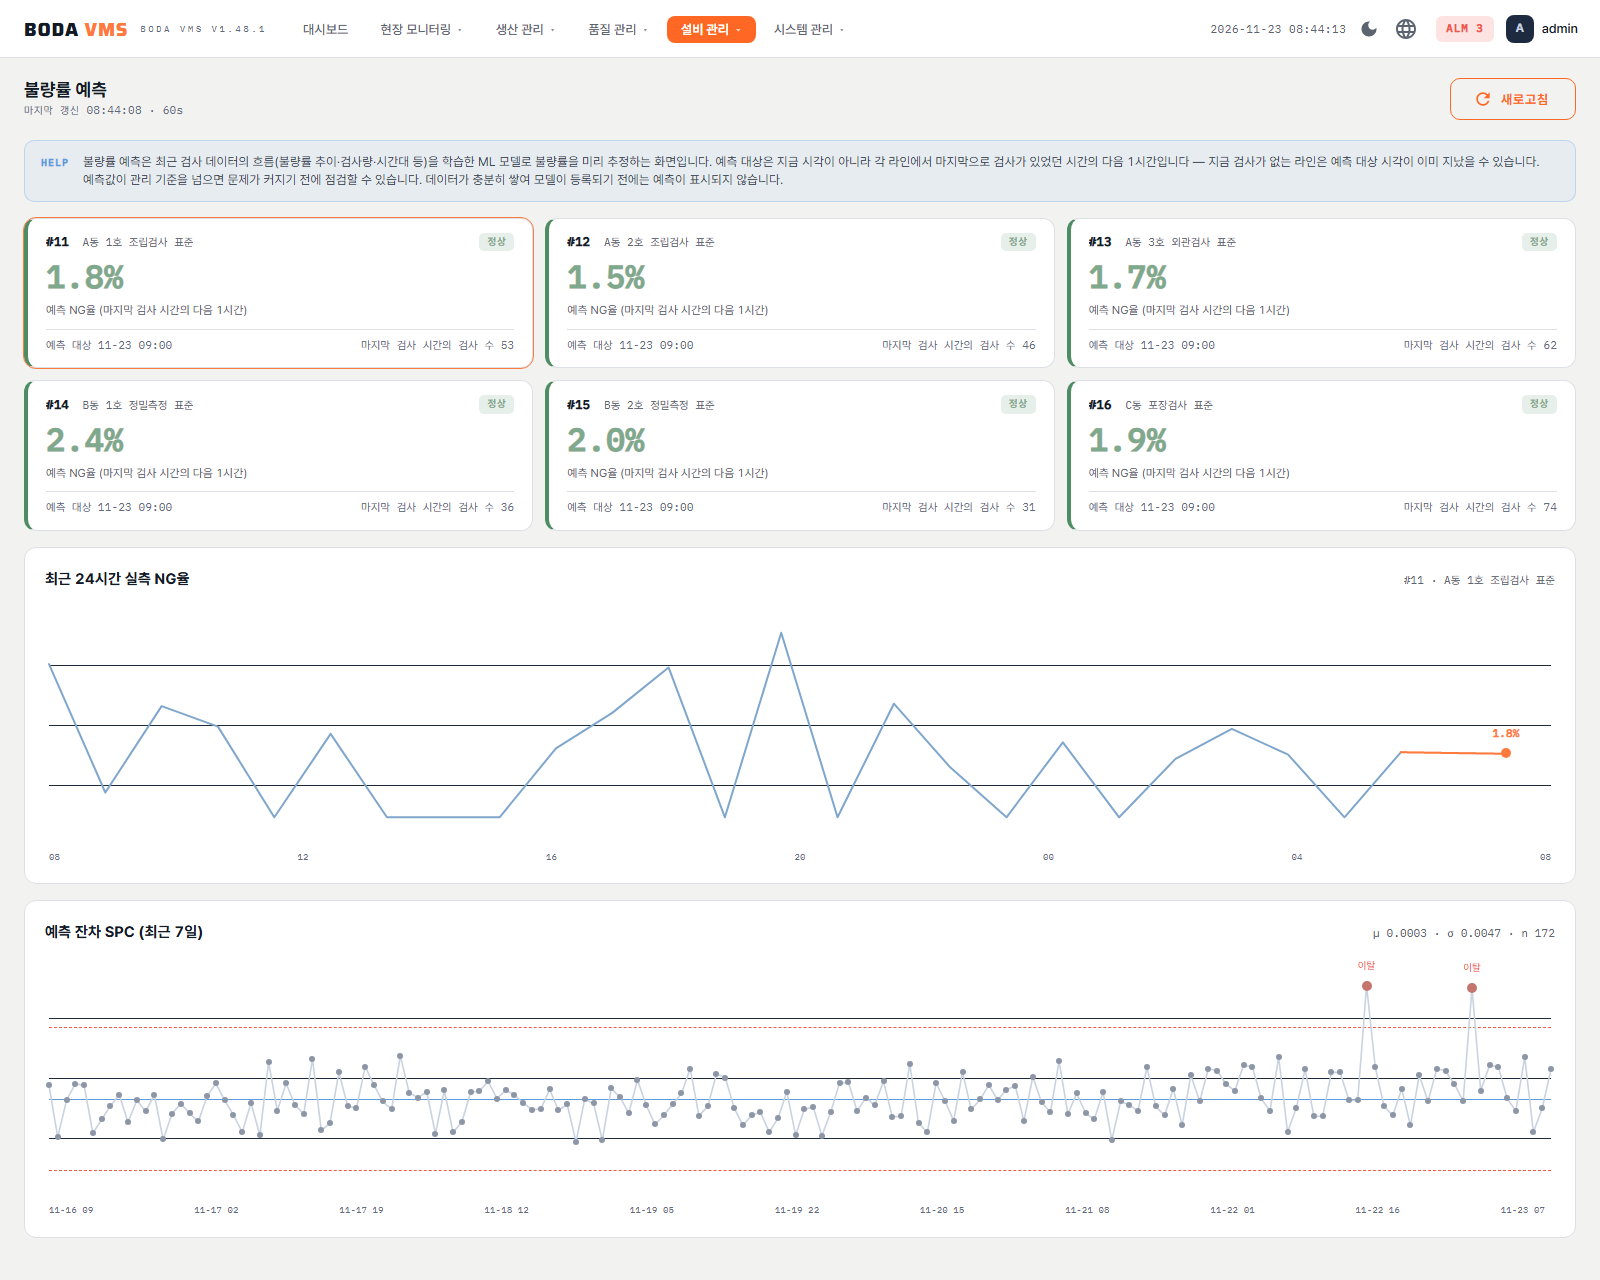 BODA VMS BODA VMS V1.48.1 대시보드 현장 모니터링 생산 관리 품질 관리 설비 관리 시스템 관리 2026-11-23 08:44:13 ALM 3 A admin
불량률 예측
마지막 갱신 08:44:08 · 60s
새로고침
HELP 불량률 예측은 최근 검사 데이터의 흐름(불량률 추이·검사량·시간대 등)을 학습한 ML 모델로 불량률을 미리 추정하는 화면입니다. 예측 대상은 지금 시각이 아니라 각 라인에서 마지막으로 검사가 있었던 시간의 다음 1시간입니다 — 지금 검사가 없는 라인은 예측 대상 시각이 이미 지났을 수 있습니다.
예측값이 관리 기준을 넘으면 문제가 커지기 전에 점검할 수 있습니다. 데이터가 충분히 쌓여 모델이 등록되기 전에는 예측이 표시되지 않습니다.
#11 A동 1호 조립검사 표준 정상
1.8%
예측 NG율 (마지막 검사 시간의 다음 1시간)
예측 대상 11-23 09:00 마지막 검사 시간의 검사 수 53
#12 A동 2호 조립검사 표준 정상
1.5%
예측 NG율 (마지막 검사 시간의 다음 1시간)
예측 대상 11-23 09:00 마지막 검사 시간의 검사 수 46
#13 A동 3호 외관검사 표준 정상
1.7%
예측 NG율 (마지막 검사 시간의 다음 1시간)
예측 대상 11-23 09:00 마지막 검사 시간의 검사 수 62
#14 B동 1호 정밀측정 표준 정상
2.4%
예측 NG율 (마지막 검사 시간의 다음 1시간)
예측 대상 11-23 09:00 마지막 검사 시간의 검사 수 36
#15 B동 2호 정밀측정 표준 정상
2.0%
예측 NG율 (마지막 검사 시간의 다음 1시간)
예측 대상 11-23 09:00 마지막 검사 시간의 검사 수 31
#16 C동 포장검사 표준 정상
1.9%
예측 NG율 (마지막 검사 시간의 다음 1시간)
예측 대상 11-23 09:00 마지막 검사 시간의 검사 수 74
최근 24시간 실측 NG율 #11 · A동 1호 조립검사 표준
1.8%
08 12 16 20 00 04 08
예측 잔차 SPC (최근 7일) μ 0.0003 · σ 0.0047 · n 172
이탈 이탈
11-16 09 11-17 02 11-17 19 11-18 12 11-19 05 11-19 22 11-20 15 11-21 08 11-22 01 11-22 16 11-23 07